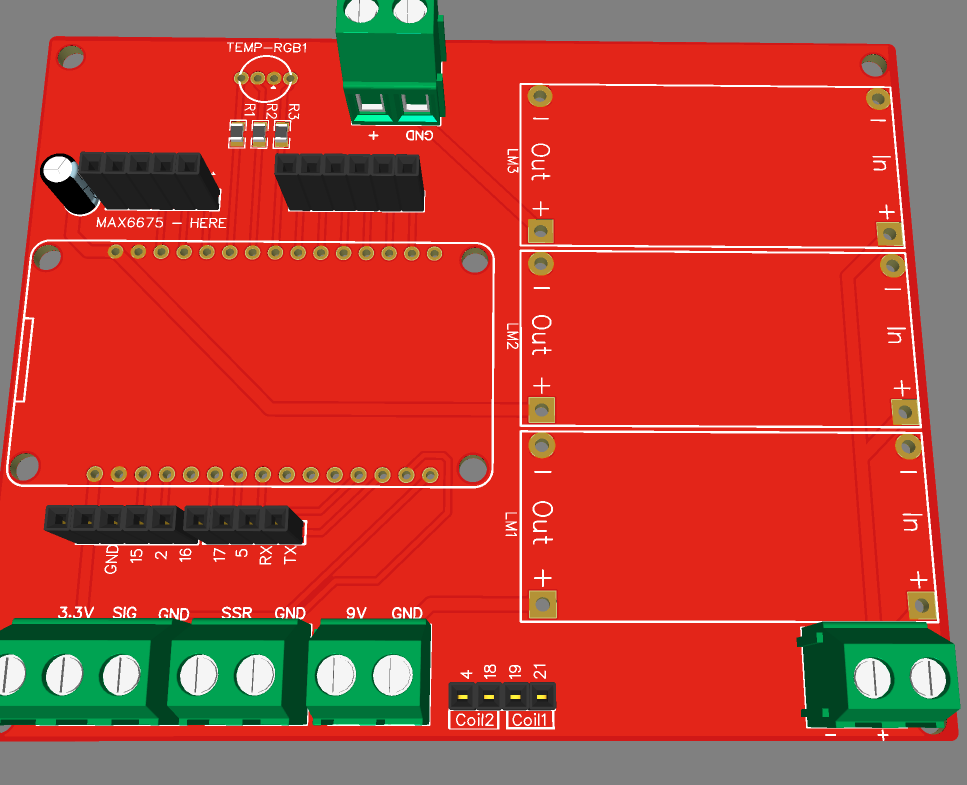 TEMP-RGB1
R1 R2 R3
+ GND
MAX6675 - HERE
LM3
- Out +
- In +
LM2
- Out +
- In +
LM1
- Out +
- In +
GND 15 2 16 17 5 RX TX
3.3V SIG GND SSR GND 9V GND
4 18 19 21
Coil2 Coil1
- +